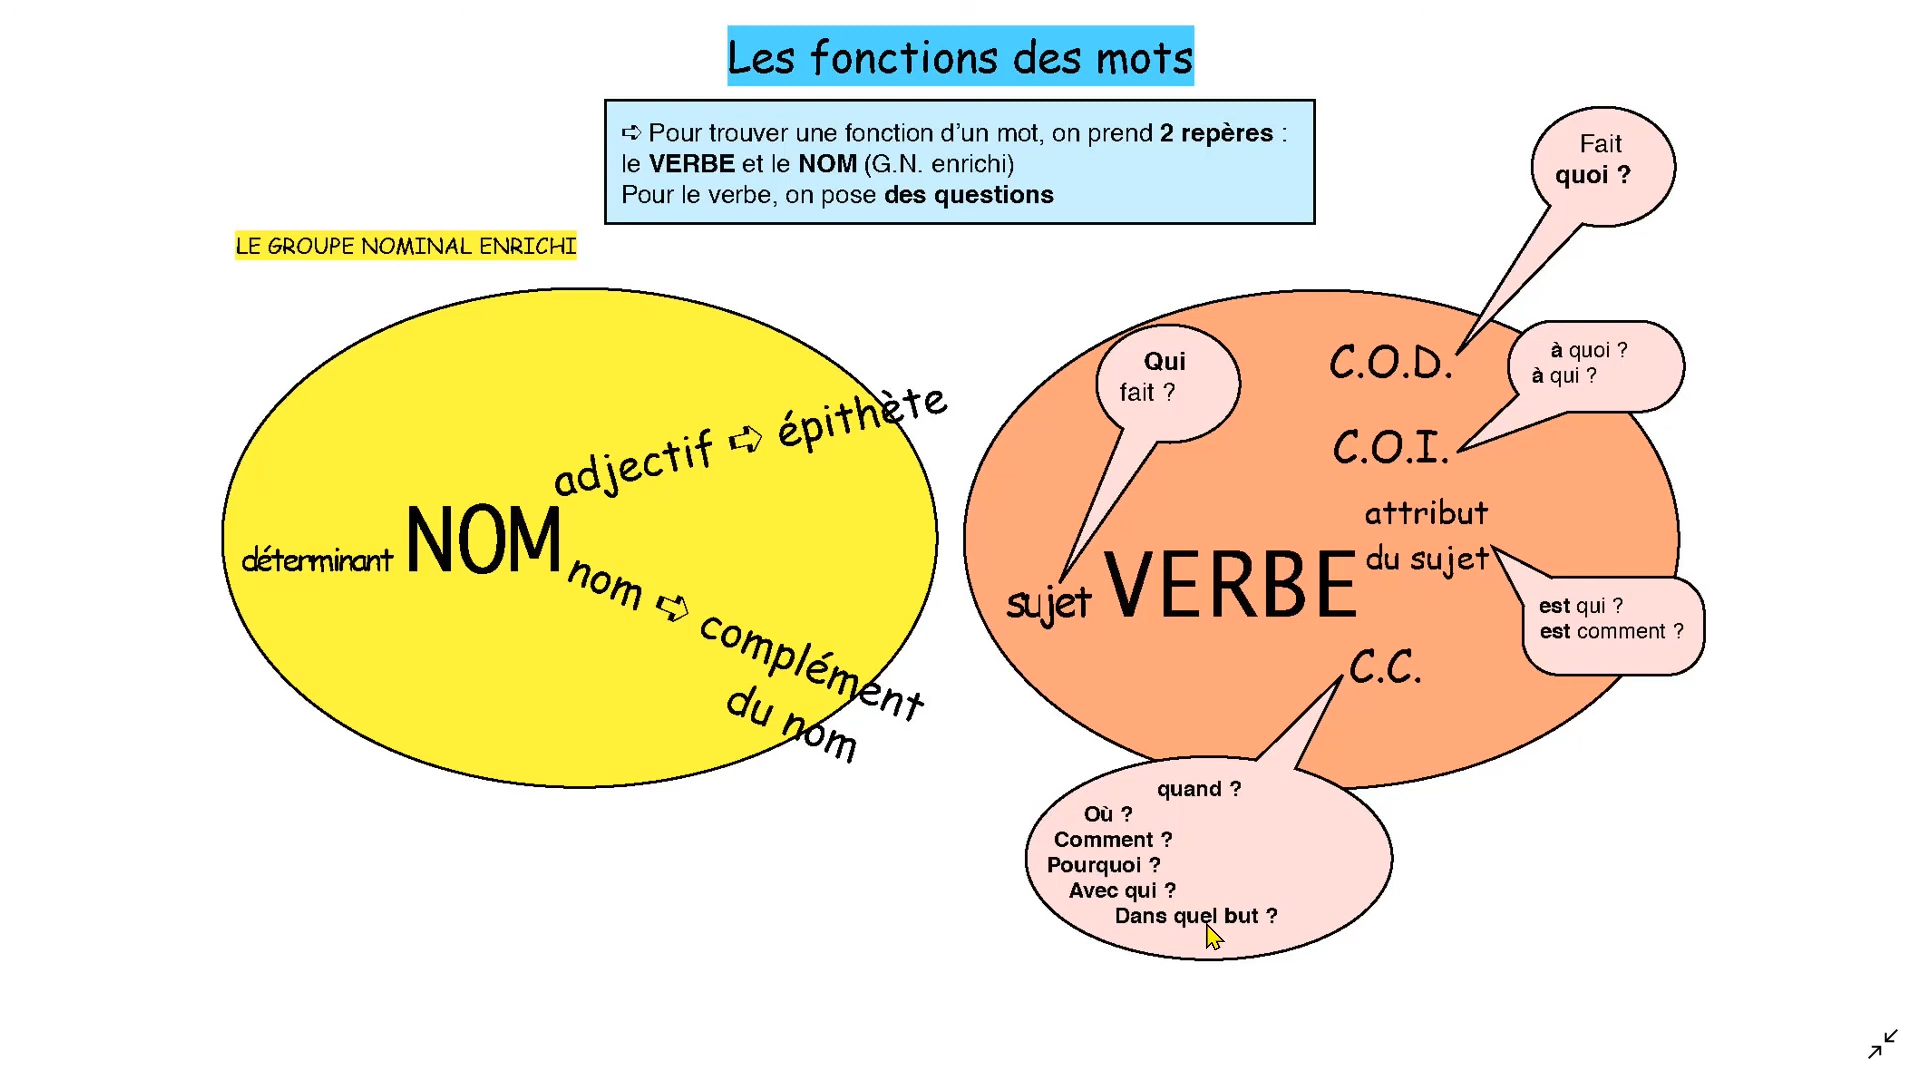 Les fonctions des mots
➪ Pour trouver une fonction d’un mot, on prend 2 repères :
le VERBE et le NOM (G.N. enrichi)
Pour le verbe, on pose des questions
LE GROUPE NOMINAL ENRICHI
déterminant NOM
adjectif ➪ épithète
nom ➪ complément
du nom
Qui
fait ?
sujet VERBE
Fait
quoi ?
C.O.D.
à quoi ?
à qui ?
C.O.I.
attribut
du sujet
est qui ?
est comment ?
C.C.
quand ?
Où ?
Comment ?
Pourquoi ?
Avec qui ?
Dans quel but ?